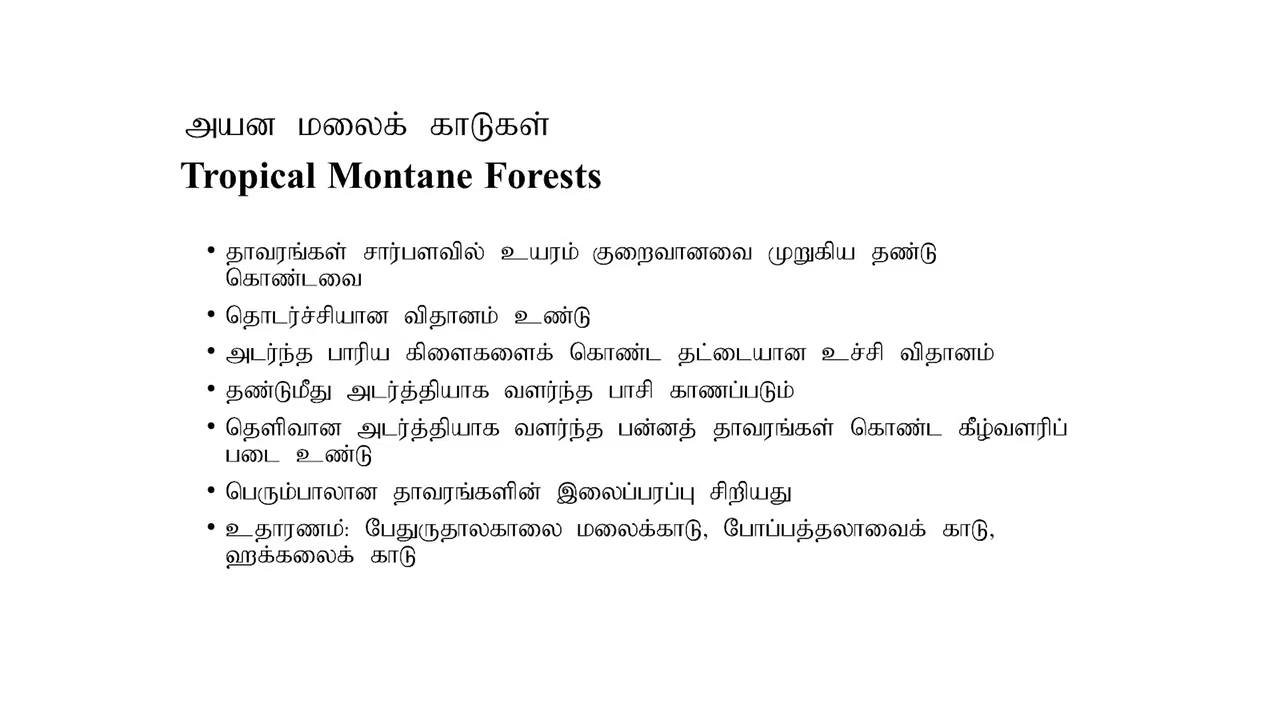 அயன மலைக் காடுகள்
Tropical Montane Forests
• தாவரங்கள் சார்பளவில் உயரம் குறைவானவை முறுகிய தண்டு
கொண்டவை
• தொடர்ச்சியான விதானம் உண்டு
• அடர்ந்த பாரிய கிளைகளைக் கொண்ட தட்டையான உச்சி விதானம்
• தண்டுமீது அடர்த்தியாக வளர்ந்த பாசி காணப்படும்
• தெளிவான அடர்த்தியாக வளர்ந்த பன்னத் தாவரங்கள் கொண்ட கீழ்வளரிப்
படை உண்டு
• பெரும்பாலான தாவரங்களின் இலைப்பரப்பு சிறியது
• உதாரணம்: பேதுருதாலகாலை மலைக்காடு, போப்பத்தலாவைக் காடு,
ஹக்கலைக் காடு